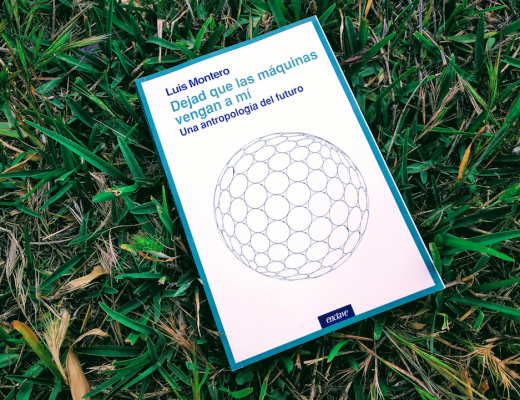 Luis Montero
Dejad que las máquinas
vengan a mí
Una antropología del futuro
enclave